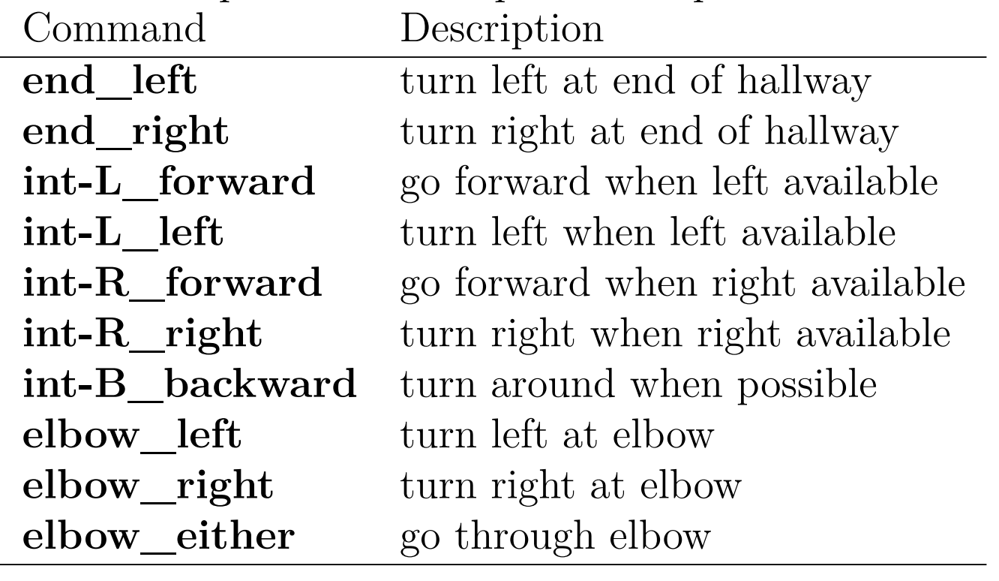 Command Description
end_left turn left at end of hallway
end_right turn right at end of hallway
int-L_forward go forward when left available
int-L_left turn left when left available
int-R_forward go forward when right available
int-R_right turn right when right available
int-B_backward turn around when possible
elbow_left turn left at elbow
elbow_right turn right at elbow
elbow_either go through elbow